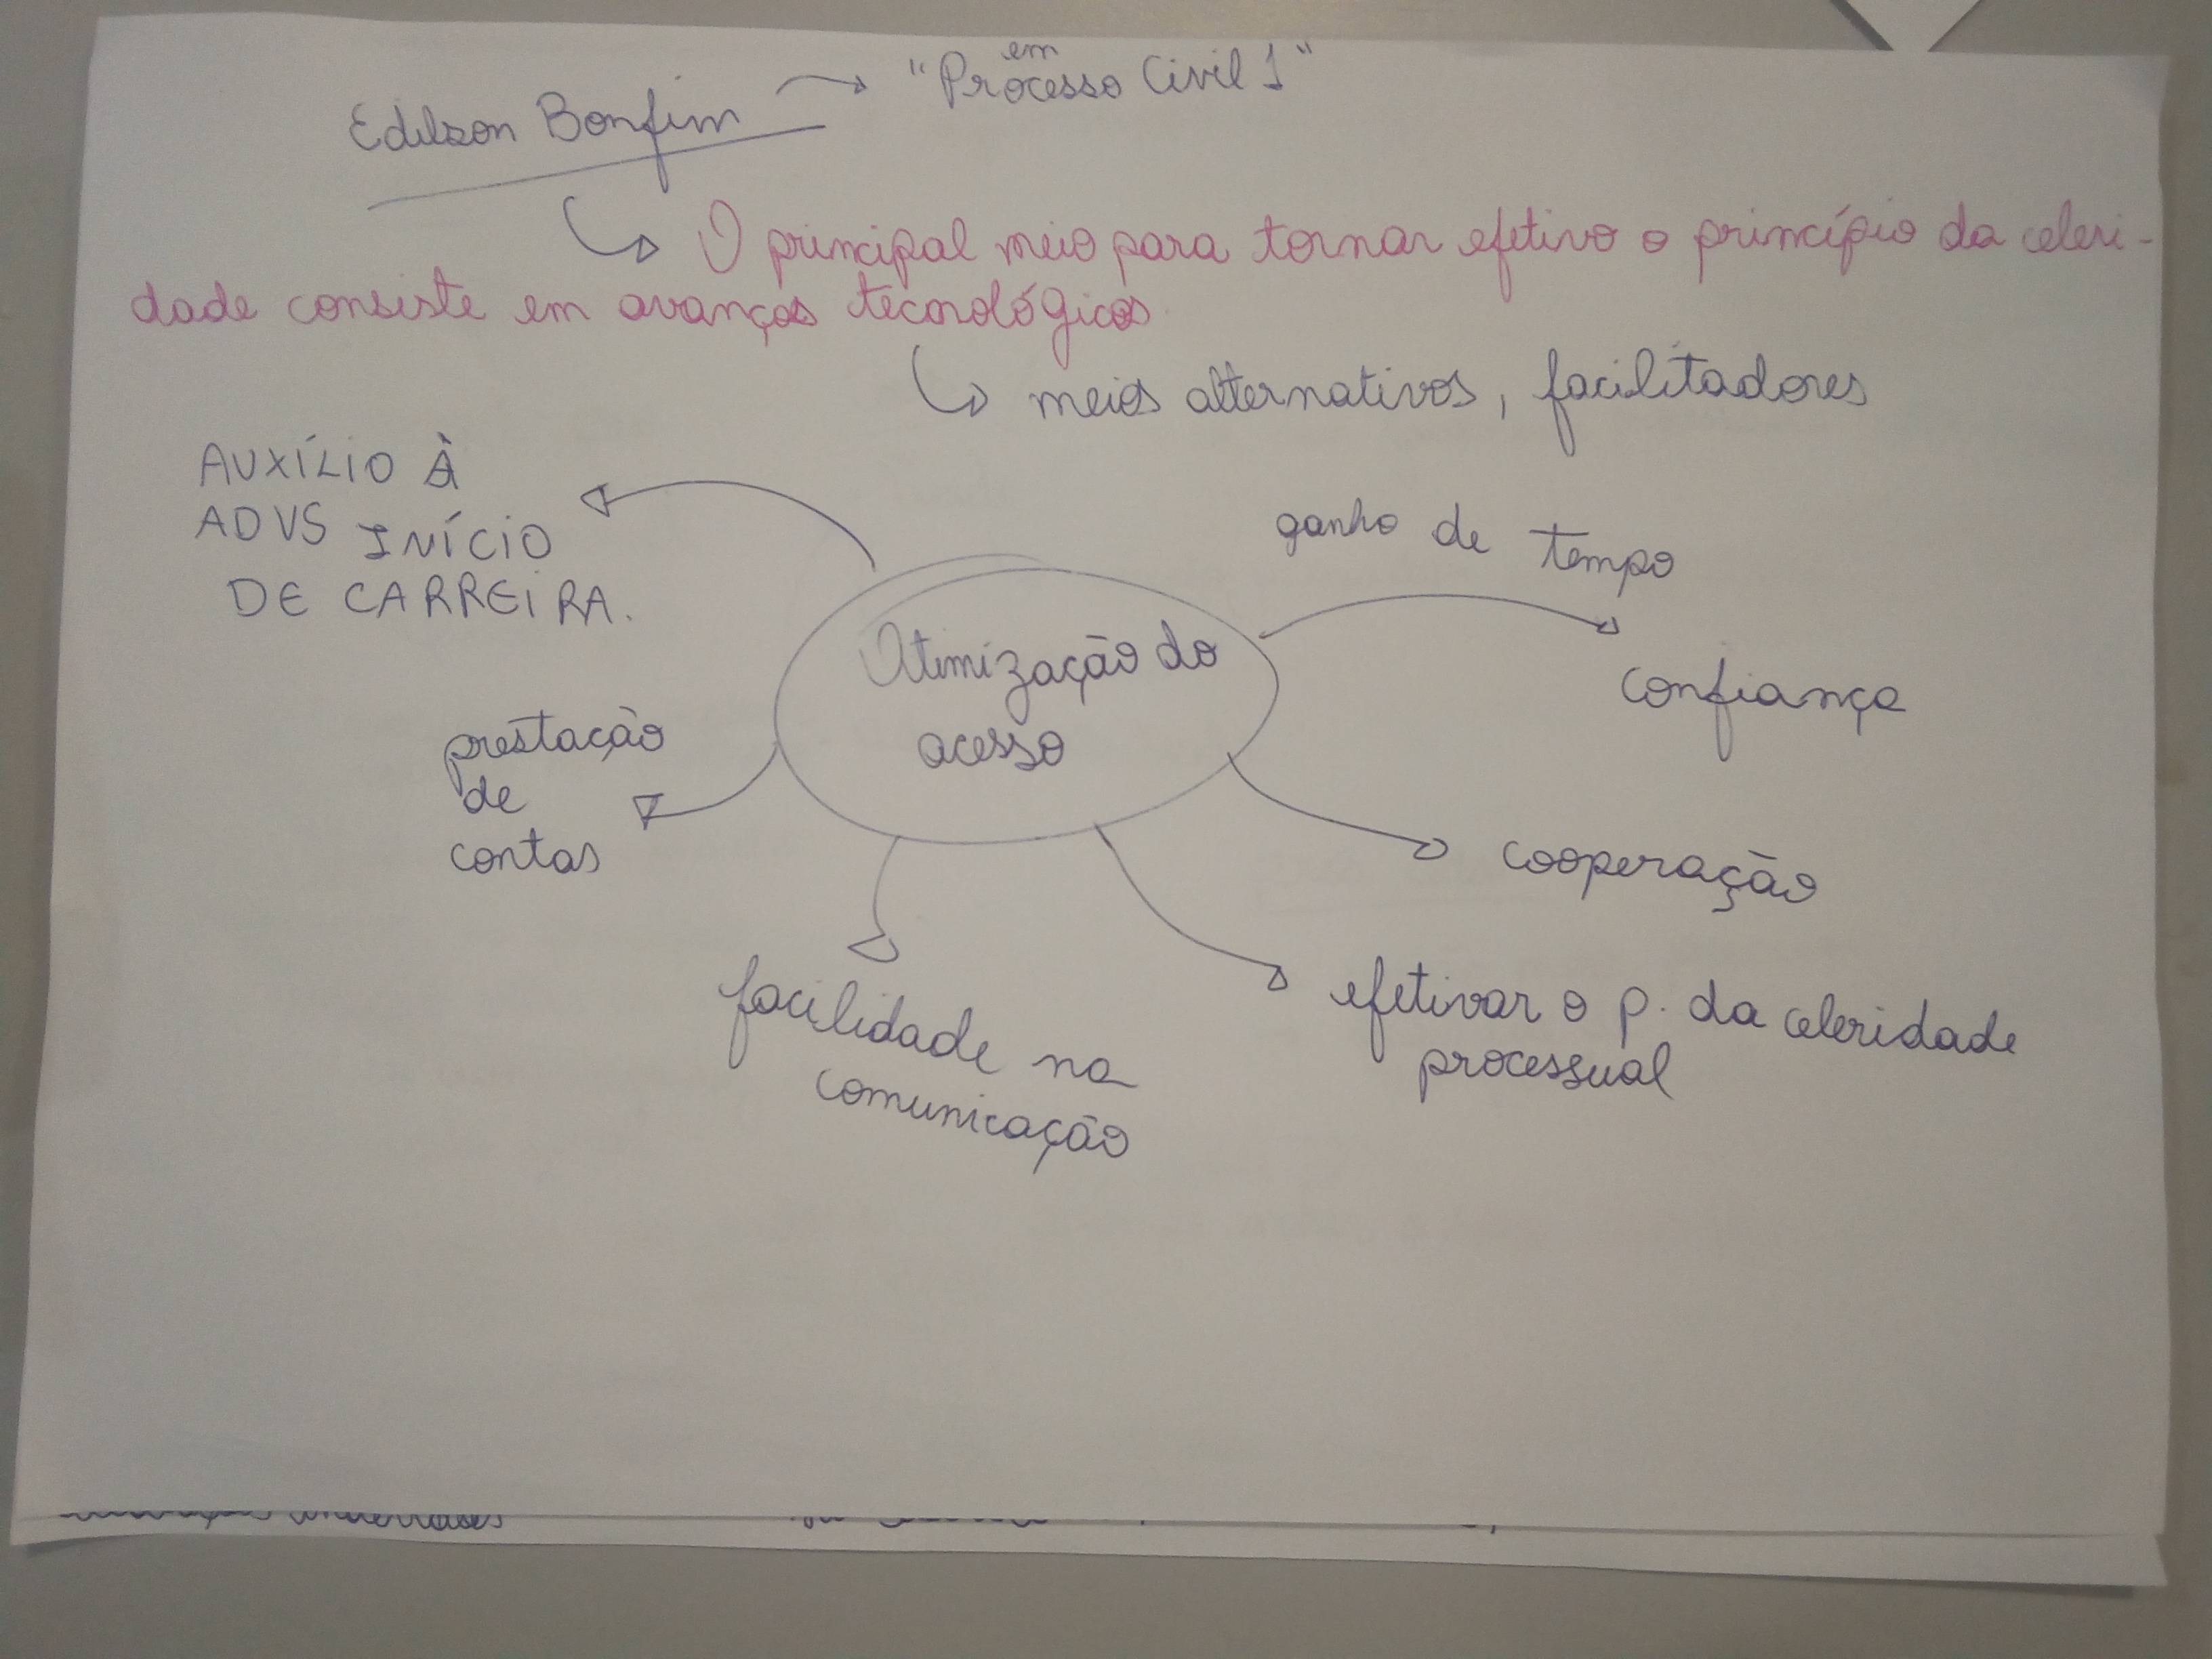 Edilson Bonfim → "Processo Civil 1"
em
↳ O principal meio para tornar efetivo o princípio da celeri-
dade consiste em avanços tecnológicos.
↳ meios alternativos, facilitadores
AUXÍLIO À
ADVS INÍCIO
DE CARREIRA.
ganho de tempo
confiança
Otimização do
acesso
prestação
de
contas
cooperação
facilidade na
comunicação
efetivar o p. da celeridade
processual